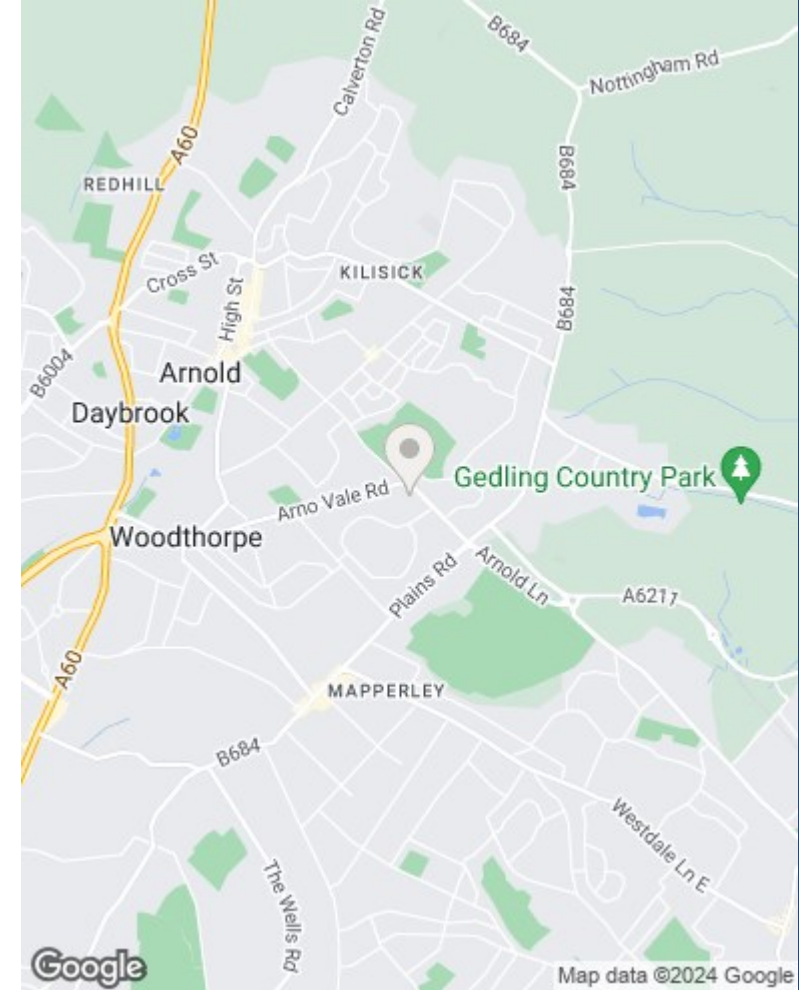 B684
Nottingham Rd
Calverton Rd
A60
B684
REDHILL
KILISICK
Cross St
High St
B684
B6004
Arnold
Daybrook
Gedling Country Park
Arno Vale Rd
Woodthorpe
Plains Rd
Arnold Ln
A6211
A60
MAPPERLEY
B684
Westdale Ln E
The Wells Rd
Google
Map data ©2024 Google